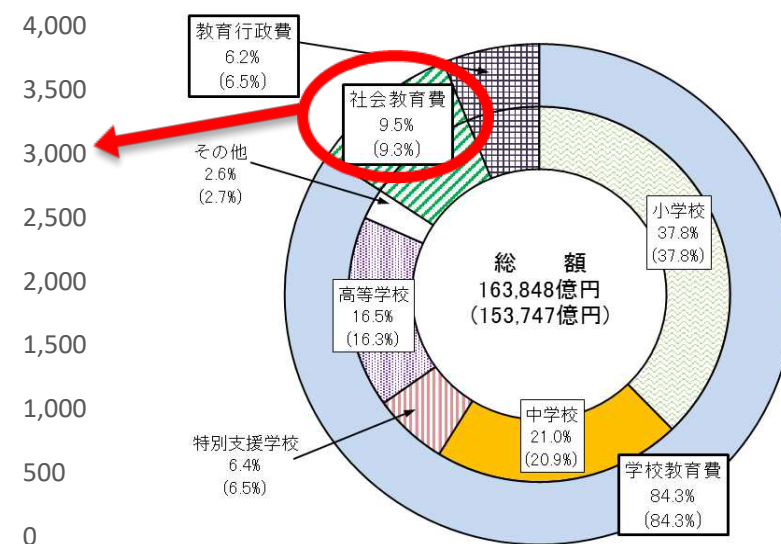 4,000
3,500
3,000
2,500
2,000
1,500
1,000
500
0
教育行政費
6.2%
(6.5%)
社会教育費
9.5%
(9.3%)
その他
2.6%
(2.7%)
小学校
37.8%
(37.8%)
総 額
163,848億円
(153,747億円)
高等学校
16.5%
(16.3%)
中学校
21.0%
(20.9%)
特別支援学校
6.4%
(6.5%)
学校教育費
84.3%
(84.3%)